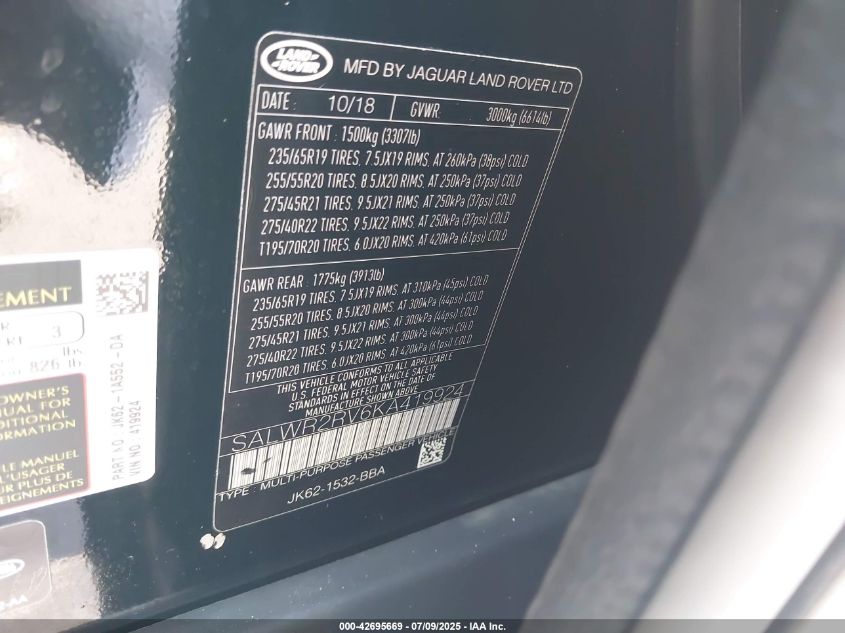 LAND ROVER
MFD BY JAGUAR LAND ROVER LTD
DATE: 10/18 GVWR: 3000kg (6614lb)
GAWR FRONT : 1500kg (3307lb)
235/65R19 TIRES, 7.5JX19 RIMS, AT 260kPa (38psi) COLD
255/55R20 TIRES, 8.5JX20 RIMS, AT 250kPa (37psi) COLD
275/45R21 TIRES, 9.5JX21 RIMS, AT 250kPa (37psi) COLD
275/40R22 TIRES, 9.5JX22 RIMS, AT 250kPa (37psi) COLD
T195/70R20 TIRES, 6.0JX20 RIMS, AT 420kPa (61psi) COLD
GAWR REAR : 1775kg (3913lb)
235/65R19 TIRES, 7.5JX19 RIMS, AT 310kPa (45psi) COLD
255/55R20 TIRES, 8.5JX20 RIMS, AT 300kPa (44psi) COLD
275/45R21 TIRES, 9.5JX21 RIMS, AT 300kPa (44psi) COLD
275/40R22 TIRES, 9.5JX22 RIMS, AT 300kPa (44psi) COLD
T195/70R20 TIRES, 6.0JX20 RIMS, AT 420kPa (61psi) COLD
THIS VEHICLE CONFORMS TO ALL APPLICABLE
U.S. FEDERAL MOTOR VEHICLE SAFETY
STANDARDS IN EFFECT ON THE DATE OF
MANUFACTURE SHOWN ABOVE
SALWR2RV6KA419924
TYPE : MULTI-PURPOSE PASSENGER VEHICLE
JK62-1532-BBA
EMENT
3
lbs
826 lb
OWNER'S
MANUAL FOR
ADDITIONAL
INFORMATION
LE MANUEL
L'USAGER
PLUS DE
PART No. JK62-1A552-DA
VIN NO: 419924
000-42695669 / 07/09/2025 - IAA Inc.